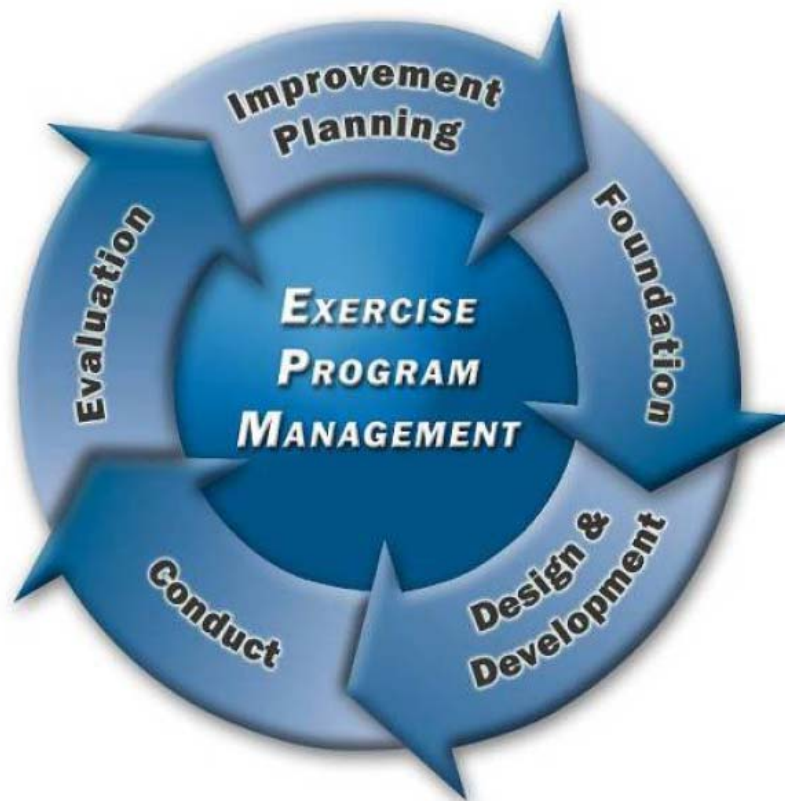 Improvement
Planning
Foundation
Design &
Development
Conduct
Evaluation
EXERCISE
PROGRAM
MANAGEMENT